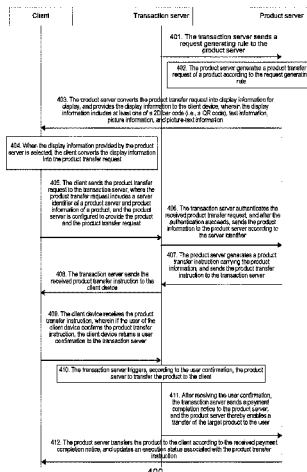 Client
Transaction server
Product server
401. The transaction server sends a
request generating rule to the
product server
402. The product server generates a product transfer
request of a product according to the request generating
rule
403. The product server converts the product transfer request into display information for
display, and provides the display information to the client device, wherein the display
information includes at least one of a 2D bar code (i.e., a QR code), text information,
picture information, and picture-text information
404. When the display information provided by the product
server is selected, the client converts the display information
into the product transfer request
405. The client sends the product transfer
request to the transaction server, where the
product transfer request includes a server
identifier of a product server and product
information of a product, and the product
server is configured to provide the product
and the product transfer request
406. The transaction server authenticates the
received product transfer request, and after the
authentication succeeds, sends the product
information to the product server according to
the server identifier
407. The product server generates a product
transfer instruction carrying the product
information, and sends the product transfer
instruction to the transaction server
408. The transaction server sends the
received product transfer instruction to the
client device
409. The client device receives the product
transfer instruction, wherein if the user of the
client device confirms the product transfer
instruction, the client device returns a user
confirmation to the transaction server
410. The transaction server triggers, according to the user confirmation, the product
server to transfer the product to the client
411. After receiving the user confirmation,
the transaction server sends a payment
completion notice to the product server,
and the product server thereby enables a
transfer of the target product to the user
412. The product server transfers the product to the client according to the received payment
completion notice, and updates an execution status associated with the product transfer
instruction
400